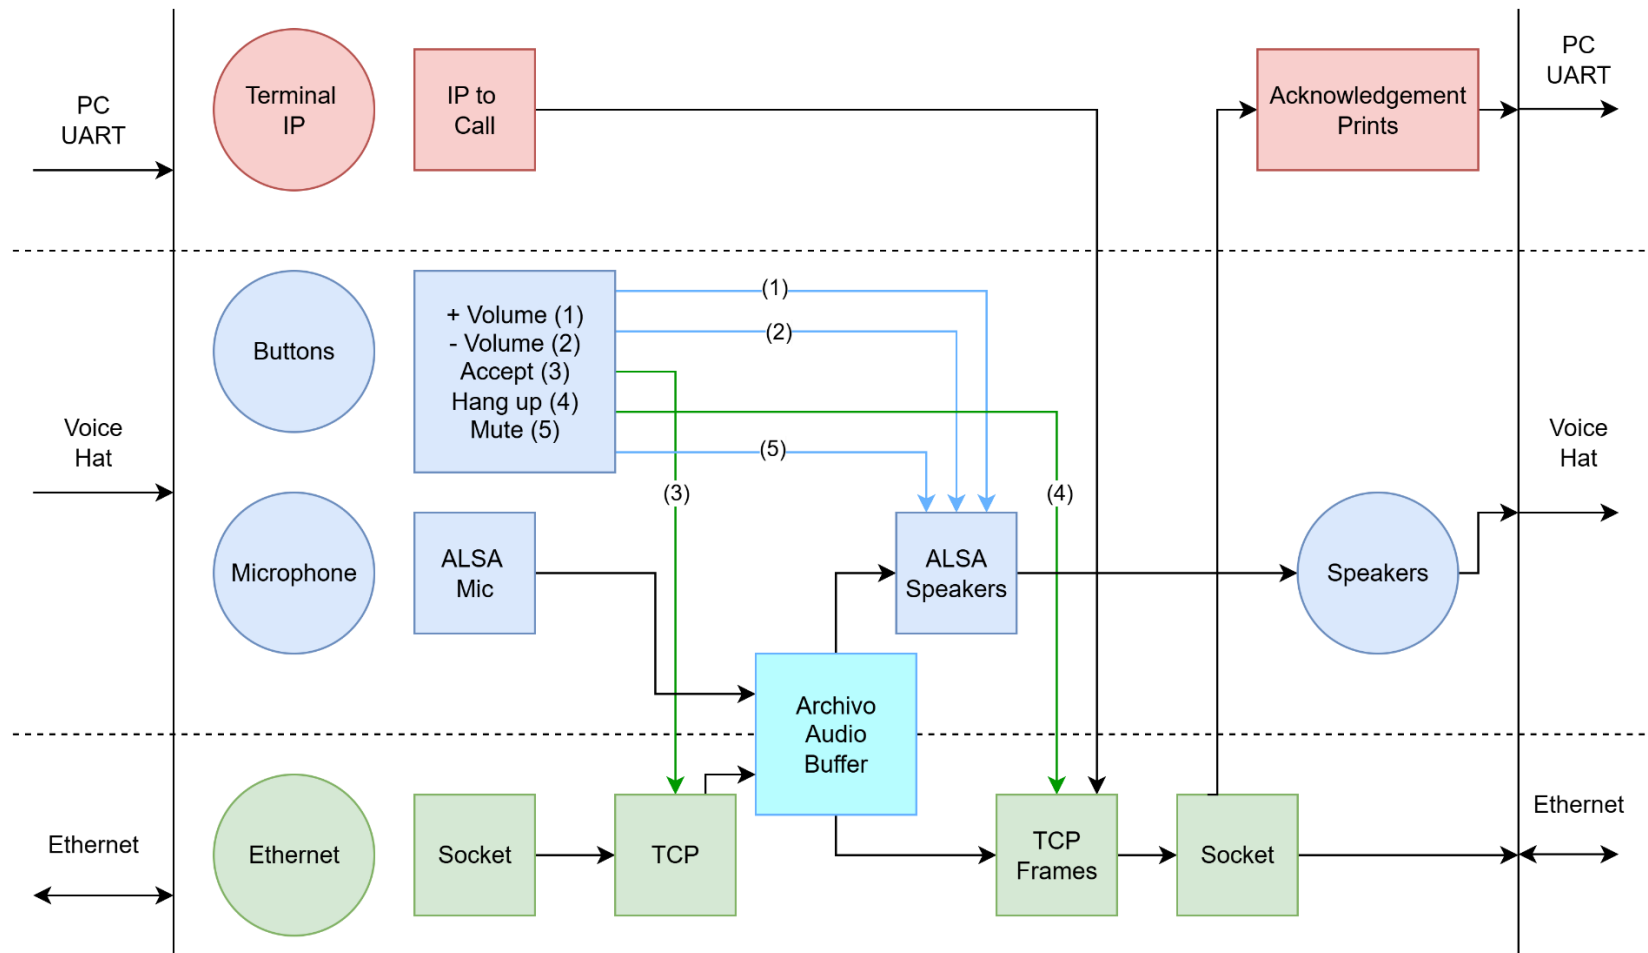 PC
UART
Terminal
IP
IP to
Call
Acknowledgement
Prints
PC
UART
Buttons
+ Volume (1)
- Volume (2)
Accept (3)
Hang up (4)
Mute (5)
(1)
(2)
(5)
(3)
(4)
Voice
Hat
Voice
Hat
Microphone
ALSA
Mic
ALSA
Speakers
Speakers
Archivo
Audio
Buffer
Ethernet
Ethernet
Socket
TCP
TCP
Frames
Socket
Ethernet